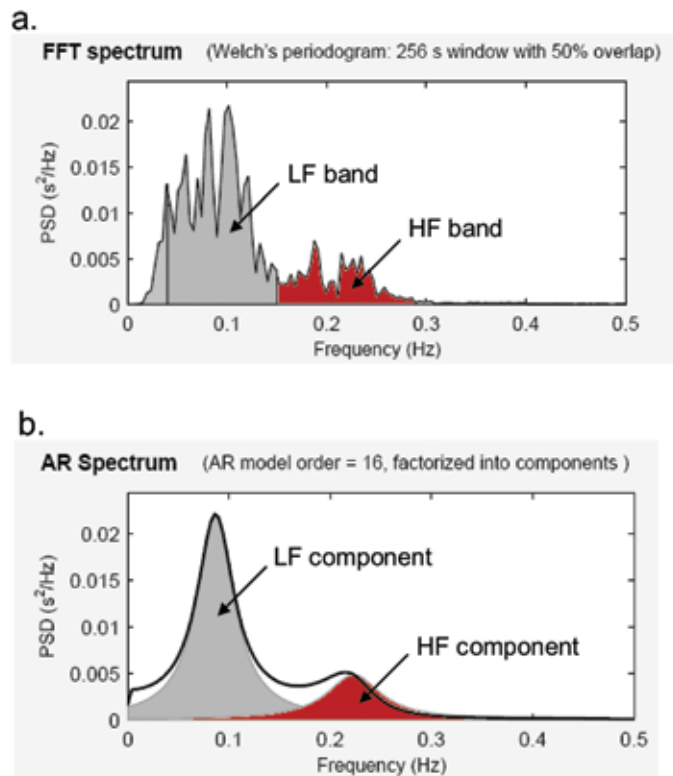 a.
FFT spectrum (Welch's periodogram: 256 s window with 50% overlap)
0.02
0.015
0.01
0.005
0
PSD (s²/Hz)
LF band
HF band
0 0.1 0.2 0.3 0.4 0.5
Frequency (Hz)
b.
AR Spectrum (AR model order = 16, factorized into components )
0.02
0.015
0.01
0.005
0
PSD (s²/Hz)
LF component
HF component
0 0.1 0.2 0.3 0.4 0.5
Frequency (Hz)